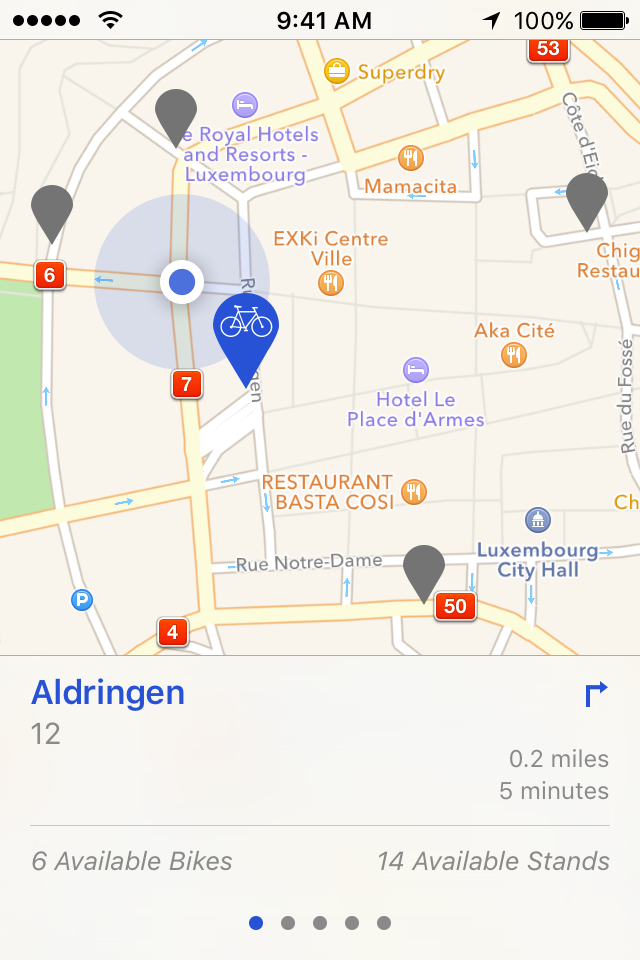 9:41 AM
100%
53
Superdry
e Royal Hotels
and Resorts -
Luxembourg
Côte d'Eic
Mamacita
EXKi Centre
Ville
Chig
Restau
6
Ru
Aka Cité
7
gen
Hotel Le
Place d'Armes
Rue du Fossé
RESTAURANT
BASTA COSI
Ch
Luxembourg
City Hall
Rue Notre-Dame
P
50
4
Aldringen
12
0.2 miles
5 minutes
6 Available Bikes
14 Available Stands